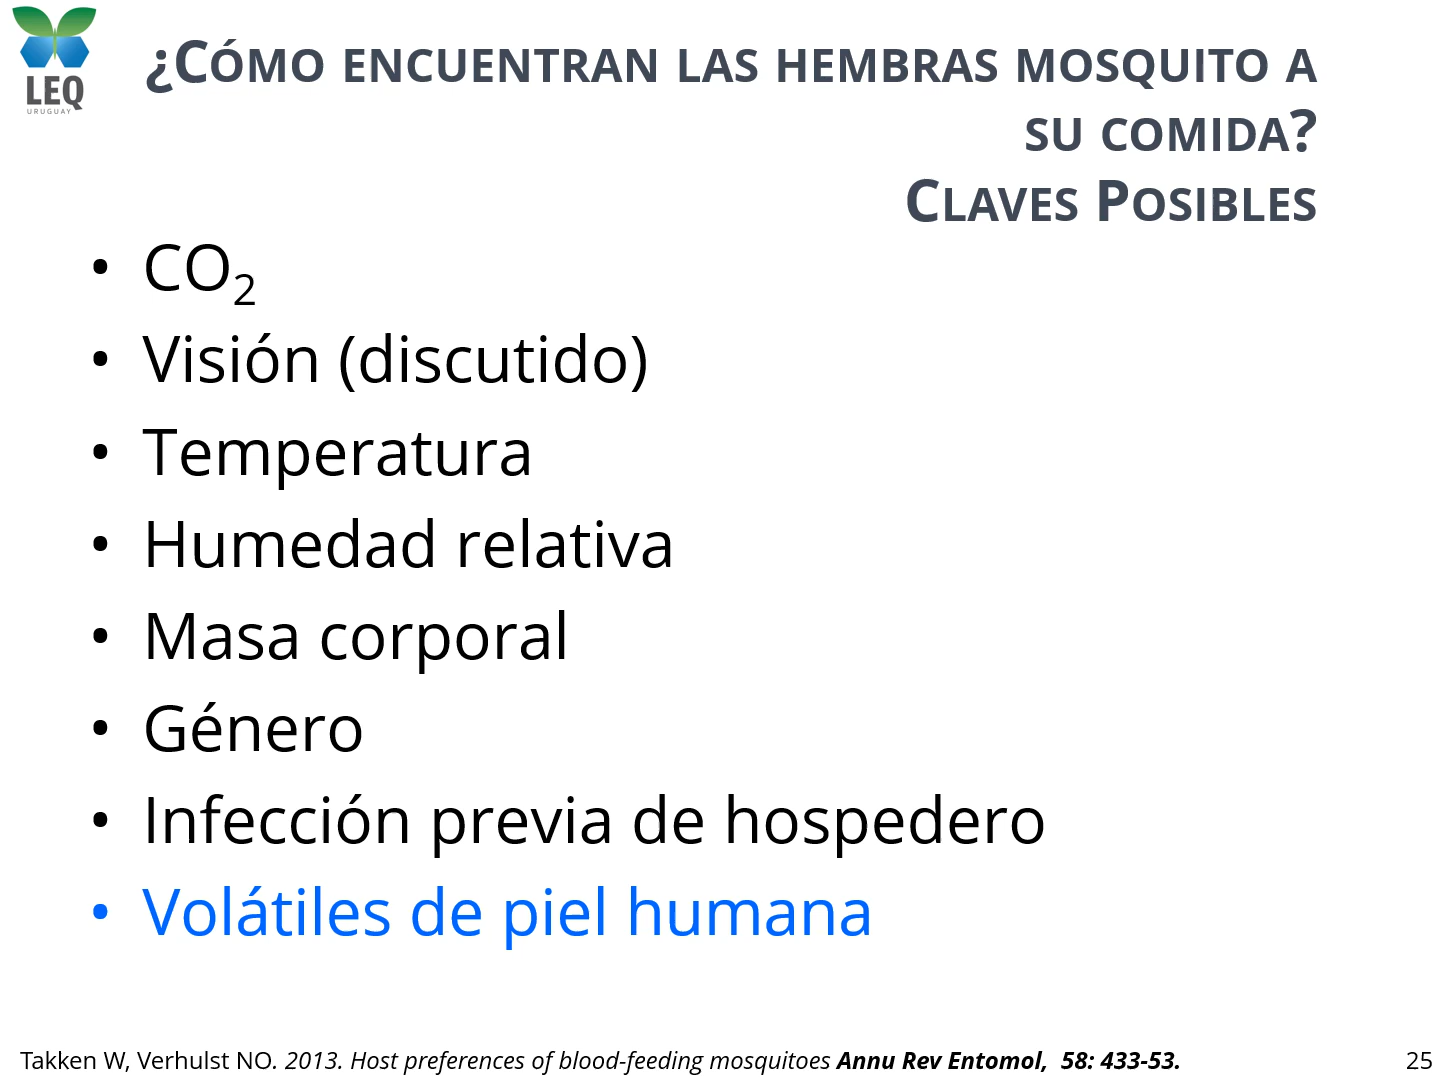 LEQ
URUGUAY
¿CÓMO ENCUENTRAN LAS HEMBRAS MOSQUITO A
SU COMIDA?
CLAVES POSIBLES
• CO₂
• Visión (discutido)
• Temperatura
• Humedad relativa
• Masa corporal
• Género
• Infección previa de hospedero
• Volátiles de piel humana
Takken W, Verhulst NO. 2013. Host preferences of blood-feeding mosquitoes Annu Rev Entomol, 58: 433-53.
25